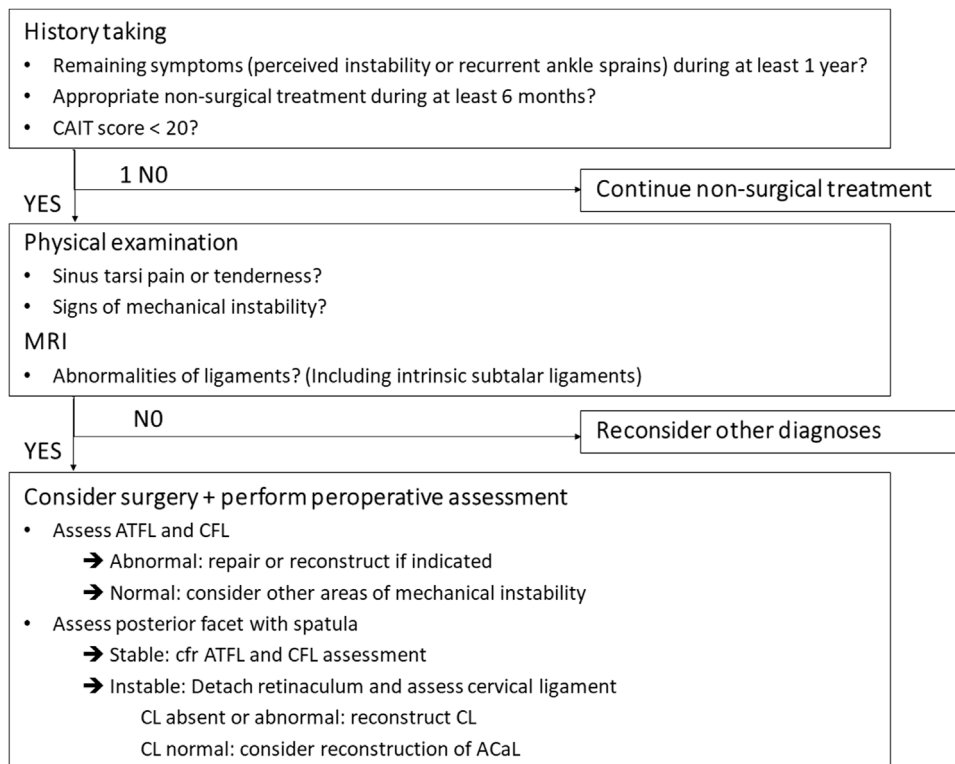 History taking
• Remaining symptoms (perceived instability or recurrent ankle sprains) during at least 1 year?
• Appropriate non-surgical treatment during at least 6 months?
• CAIT score < 20?
1 N0
Continue non-surgical treatment
YES
Physical examination
• Sinus tarsi pain or tenderness?
• Signs of mechanical instability?
MRI
• Abnormalities of ligaments? (Including intrinsic subtalar ligaments)
N0
Reconsider other diagnoses
YES
Consider surgery + perform peroperative assessment
• Assess ATFL and CFL
➔ Abnormal: repair or reconstruct if indicated
➔ Normal: consider other areas of mechanical instability
• Assess posterior facet with spatula
➔ Stable: cfr ATFL and CFL assessment
➔ Instable: Detach retinaculum and assess cervical ligament
CL absent or abnormal: reconstruct CL
CL normal: consider reconstruction of ACaL